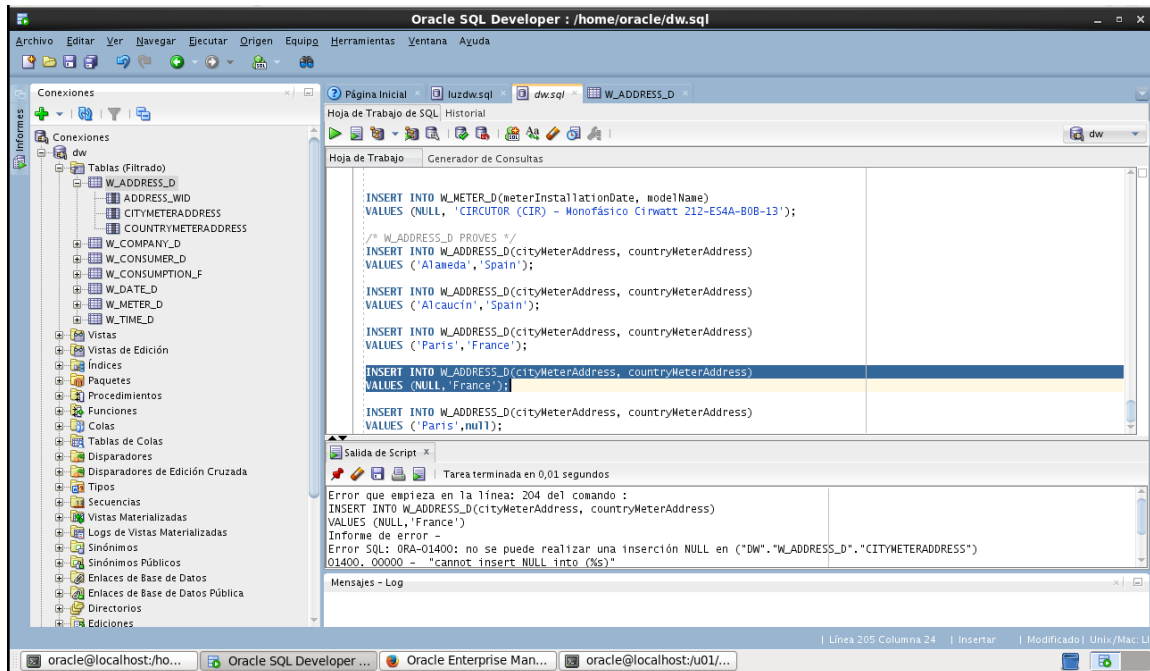 Oracle SQL Developer : /home/oracle/dw.sql
Archivo Editar Ver Navegar Ejecutar Origen Equipo Herramientas Ventana Ayuda
Informes
Conexiones
Conexiones
dw
Tablas (Filtrado)
W_ADDRESS_D
ADDRESS_WID
CITYMETERADDRESS
COUNTRYMETERADDRESS
W_COMPANY_D
W_CONSUMER_D
W_CONSUMPTION_F
W_DATE_D
W_METER_D
W_TIME_D
Vistas
Vistas de Edición
Índices
Paquetes
Procedimientos
Funciones
Colas
Tablas de Colas
Disparadores
Disparadores de Edición Cruzada
Tipos
Secuencias
Vistas Materializadas
Logs de Vistas Materializadas
Sinónimos
Sinónimos Públicos
Enlaces de Base de Datos
Enlaces de Base de Datos Pública
Directorios
Ediciones
Página Inicial luzdw.sql dw.sql W_ADDRESS_D
Hoja de Trabajo de SQL Historial
dw
Hoja de Trabajo Generador de Consultas
INSERT INTO W_METER_D(meterInstallationDate, modelName)
VALUES (NULL, 'CIRCUTOR (CIR) - Monofásico Cirwatt 212-ES4A-B0B-13');
/* W_ADDRESS_D PROVES */
INSERT INTO W_ADDRESS_D(cityMeterAddress, countryMeterAddress)
VALUES ('Alameda','Spain');
INSERT INTO W_ADDRESS_D(cityMeterAddress, countryMeterAddress)
VALUES ('Alcaucín','Spain');
INSERT INTO W_ADDRESS_D(cityMeterAddress, countryMeterAddress)
VALUES ('Paris','France');
INSERT INTO W_ADDRESS_D(cityMeterAddress, countryMeterAddress)
VALUES (NULL,'France');
INSERT INTO W_ADDRESS_D(cityMeterAddress, countryMeterAddress)
VALUES ('Paris',null);
Salida de Script
Tarea terminada en 0,01 segundos
Error que empieza en la línea: 204 del comando :
INSERT INTO W_ADDRESS_D(cityMeterAddress, countryMeterAddress)
VALUES (NULL,'France')
Informe de error -
Error SQL: ORA-01400: no se puede realizar una inserción NULL en ("DW"."W_ADDRESS_D"."CITYMETERADDRESS")
01400. 00000 - "cannot insert NULL into (%s)"
Mensajes - Log
Línea 205 Columna 24 | Insertar | Modificado | Unix/Mac: LI
oracle@localhost:/ho... Oracle SQL Developer ... Oracle Enterprise Man... oracle@localhost:/u01/...